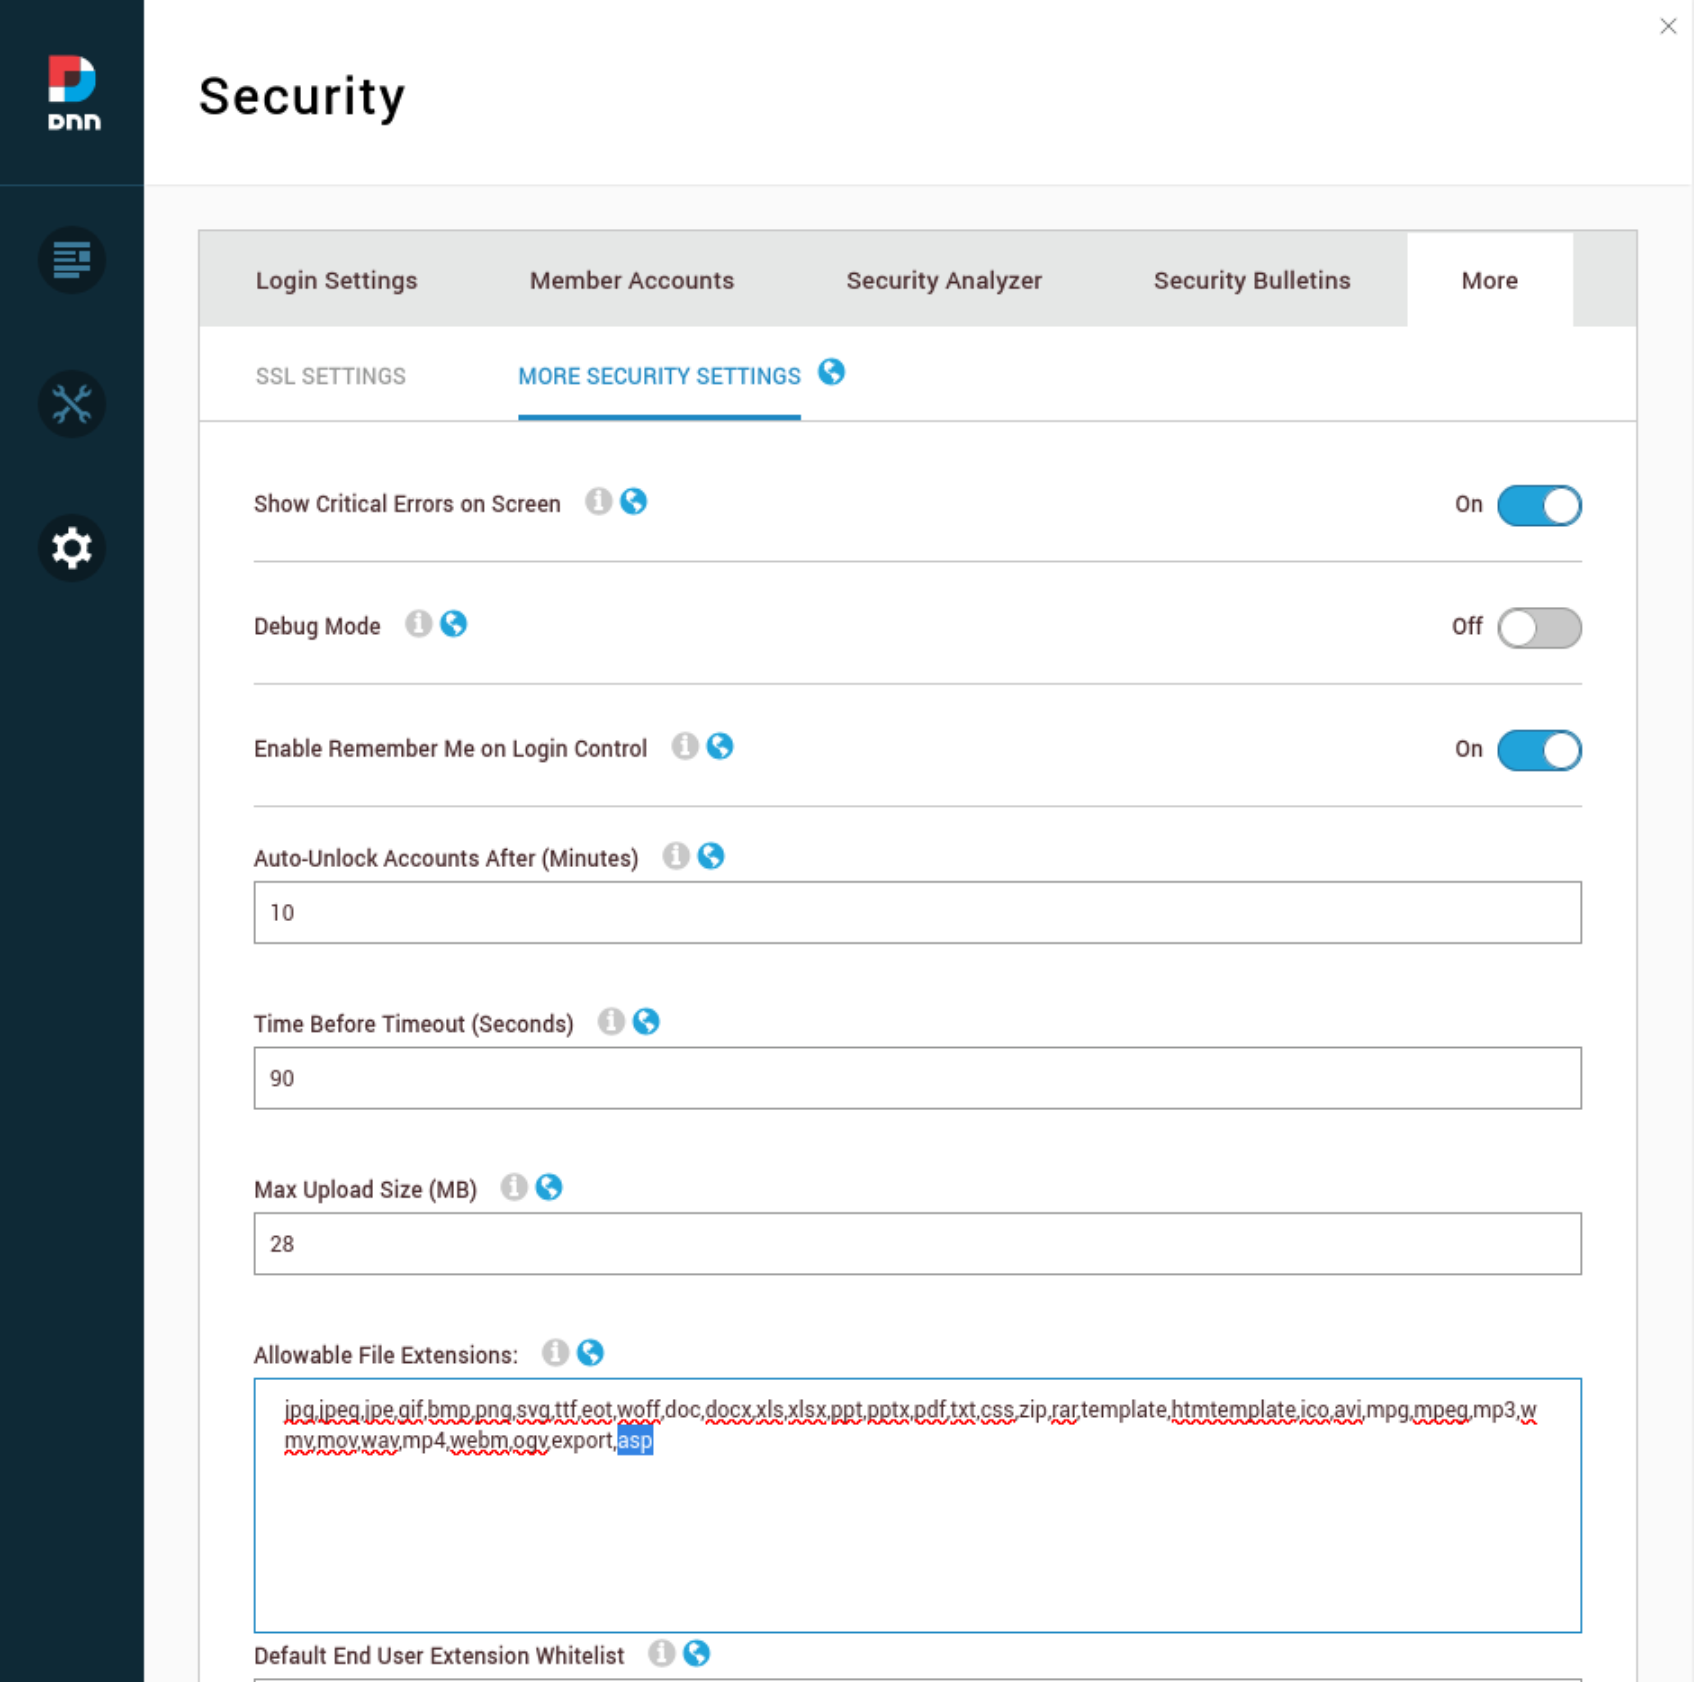 Security
DNN
Login Settings
Member Accounts
Security Analyzer
Security Bulletins
More
SSL SETTINGS
MORE SECURITY SETTINGS
Show Critical Errors on Screen
On
Debug Mode
Off
Enable Remember Me on Login Control
On
Auto-Unlock Accounts After (Minutes)
10
Time Before Timeout (Seconds)
90
Max Upload Size (MB)
28
Allowable File Extensions:
jpg,jpeg,jpe,gif,bmp,png,svg,ttf,eot,woff,doc,docx,xls,xlsx,ppt,pptx,pdf,txt,css,zip,rar,template,htmtemplate,ico,avi,mpg,mpeg,mp3,w
mv,mov,wav,mp4,webm,ogv,export,asp
Default End User Extension Whitelist